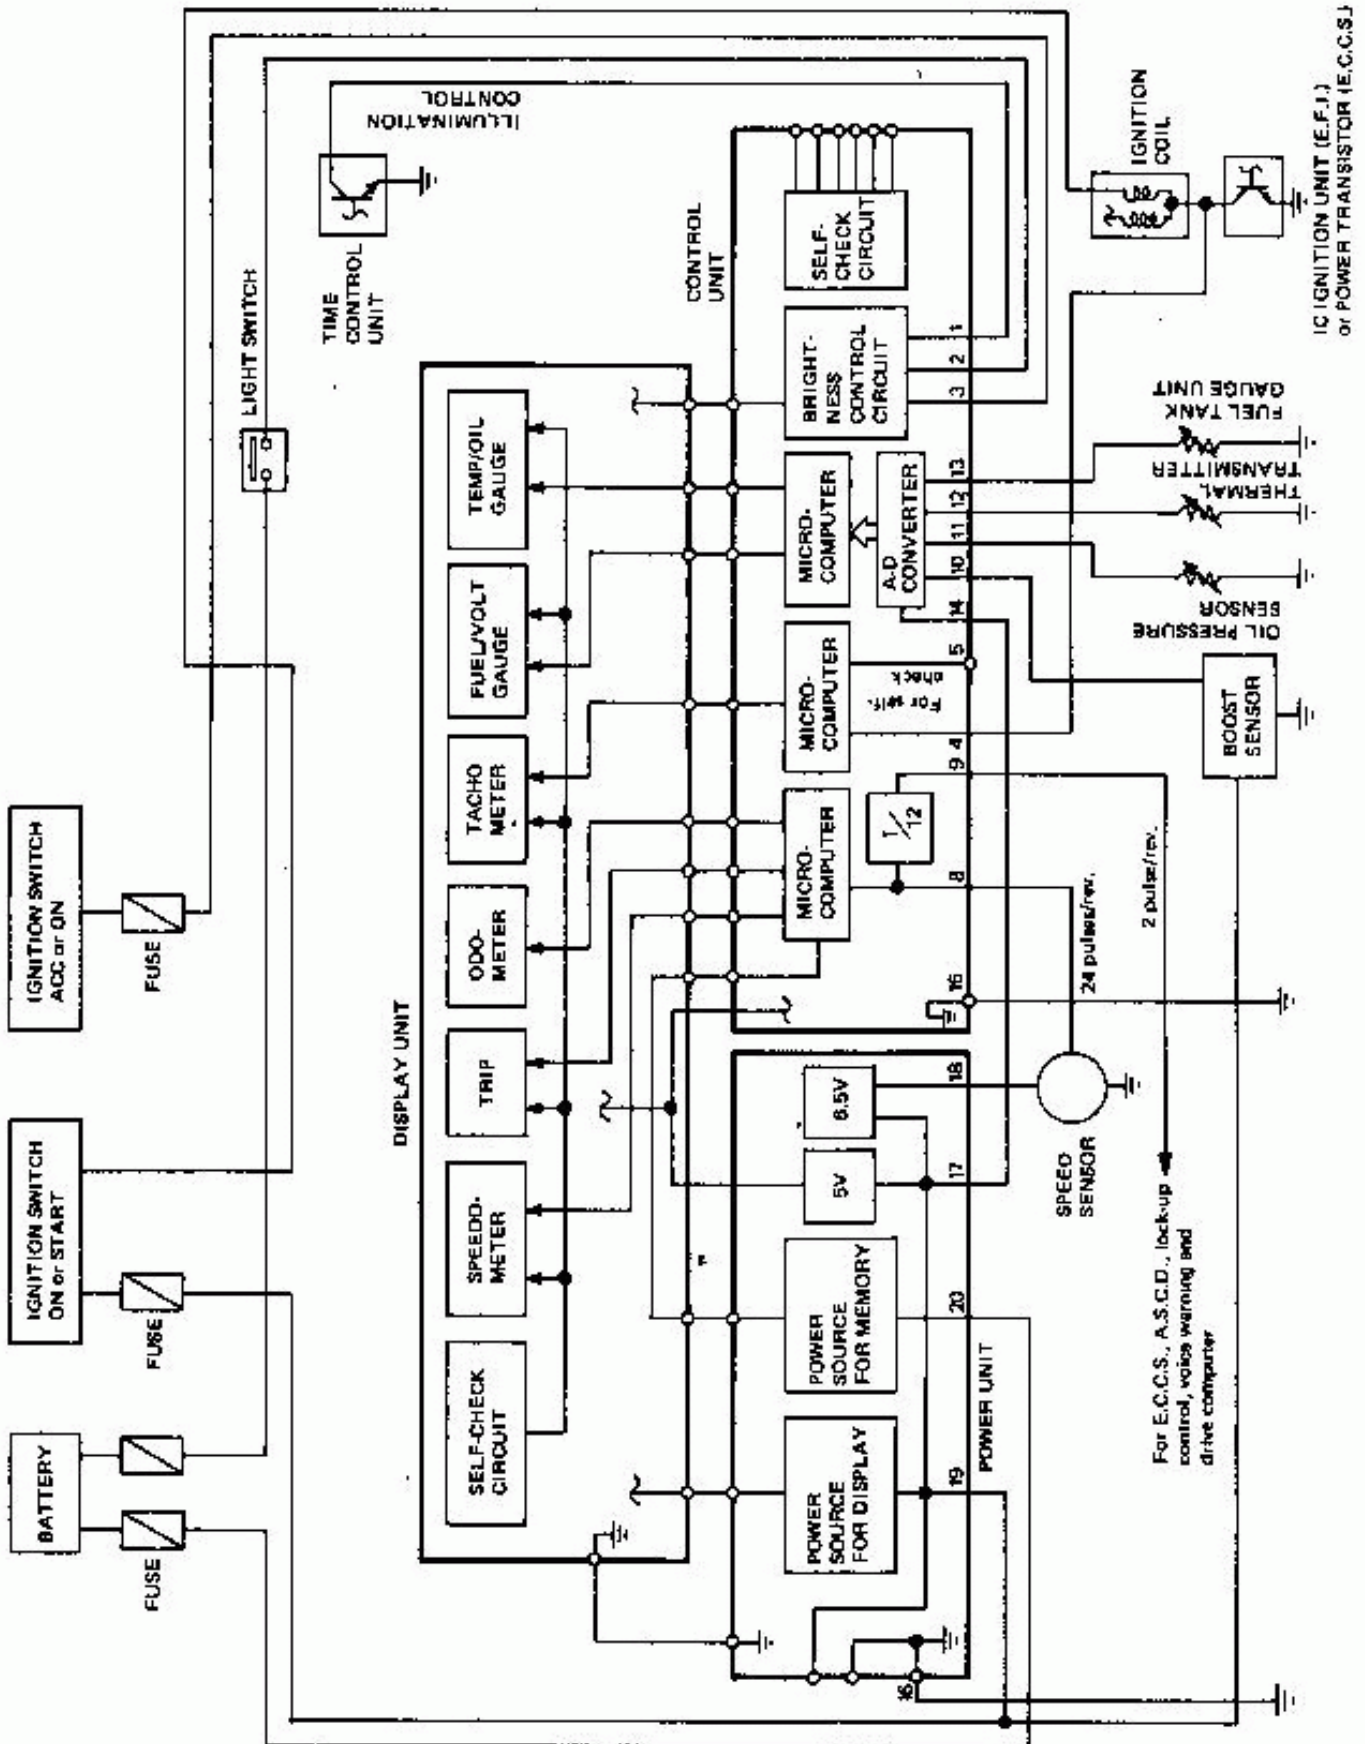 BATTERY
FUSE
IGNITION SWITCH
ON or START
FUSE
IGNITION SWITCH
ACC or ON
FUSE
LIGHT SWITCH
TIME
CONTROL
UNIT
ILLUMINATION
CONTROL
DISPLAY UNIT
SELF-CHECK
CIRCUIT
SPEEDO-
METER
TRIP
ODO-
METER
TACHO
METER
FUEL/VOLT
GAUGE
TEMP/OIL
GAUGE
CONTROL
UNIT
POWER
SOURCE
FOR DISPLAY
POWER
SOURCE
FOR MEMORY
5V
6.5V
MICRO-
COMPUTER
1/12
MICRO-
COMPUTER
For self-
check
MICRO-
COMPUTER
A-D
CONVERTER
BRIGHT-
NESS
CONTROL
CIRCUIT
SELF-
CHECK
CIRCUIT
16
19
20
17
18
16
8
9
4
5
14
10
11
12
13
3
2
1
POWER UNIT
SPEED
SENSOR
24 pulses/rev.
2 pulse/rev.
For E.C.C.S., A.S.C.D., lock-up
control, voice warning and
drive computer
BOOST
SENSOR
OIL PRESSURE
SENSOR
THERMAL
TRANSMITTER
FUEL TANK
GAUGE UNIT
IGNITION
COIL
IC IGNITION UNIT (E.F.I.)
or POWER TRANSISTOR (E.C.C.S.)